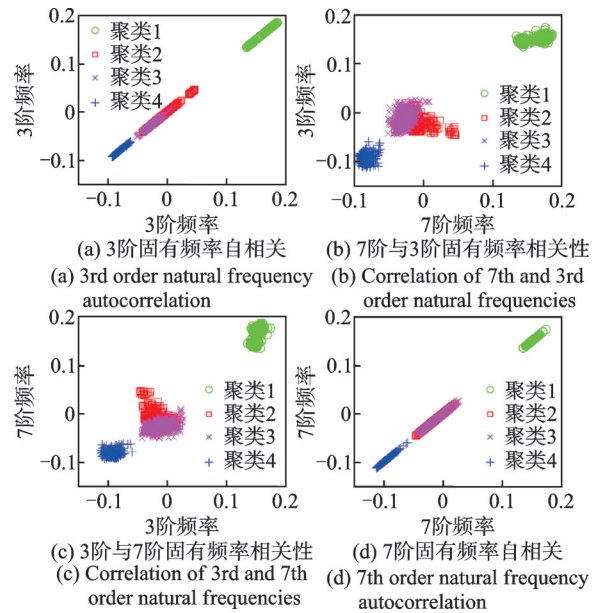 0.2
0.1
0
−0.1
3阶频率
聚类1
聚类2
聚类3
聚类4
−0.1 0 0.1 0.2
3阶频率
(a) 3阶固有频率自相关
(a) 3rd order natural frequency
autocorrelation
0.2
0.1
0
−0.1
3阶频率
聚类1
聚类2
聚类3
聚类4
−0.1 0 0.1 0.2
7阶频率
(b) 7阶与3阶固有频率相关性
(b) Correlation of 7th and 3rd
order natural frequencies
0.2
0.1
0
−0.1
7阶频率
聚类1
聚类2
聚类3
聚类4
−0.1 0 0.1 0.2
3阶频率
(c) 3阶与7阶固有频率相关性
(c) Correlation of 3rd and 7th
order natural frequencies
0.2
0.1
0
−0.1
7阶频率
聚类1
聚类2
聚类3
聚类4
−0.1 0 0.1 0.2
7阶频率
(d) 7阶固有频率自相关
(d) 7th order natural frequency
autocorrelation